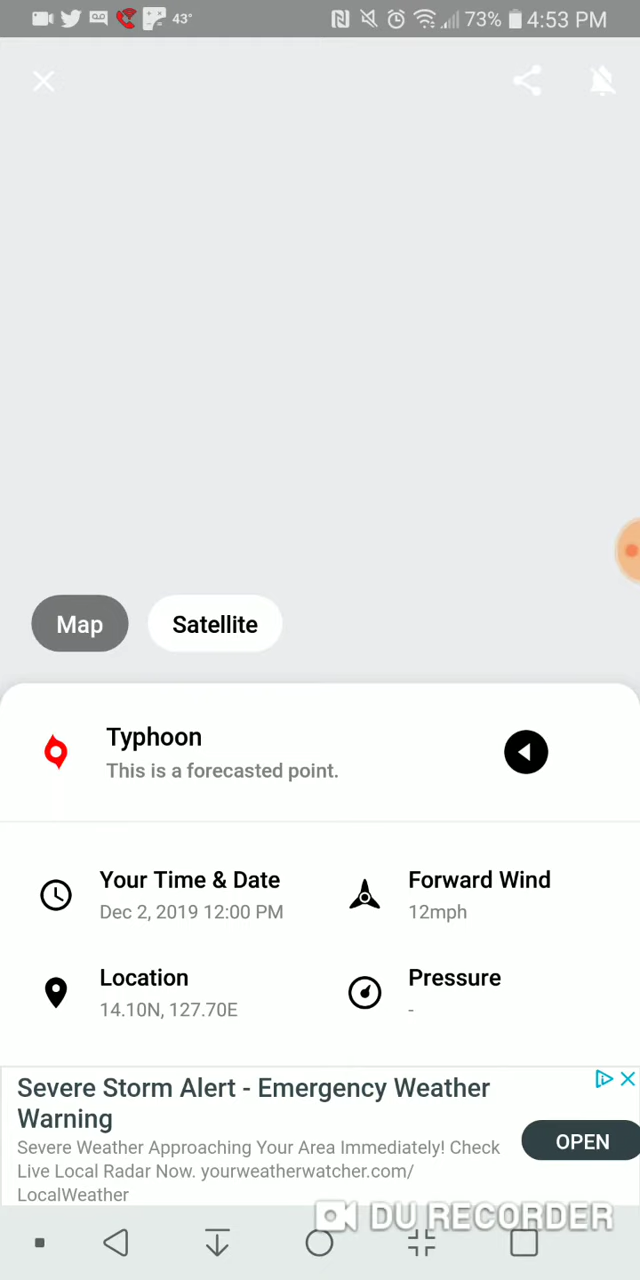 43° 73% 4:53 PM
Map Satellite
Typhoon
This is a forecasted point.
Your Time & Date
Dec 2, 2019 12:00 PM
Forward Wind
12mph
Location
14.10N, 127.70E
Pressure
-
Severe Storm Alert - Emergency Weather
Warning
Severe Weather Approaching Your Area Immediately! Check
Live Local Radar Now. yourweatherwatcher.com/
LocalWeather
OPEN
DU RECORDER